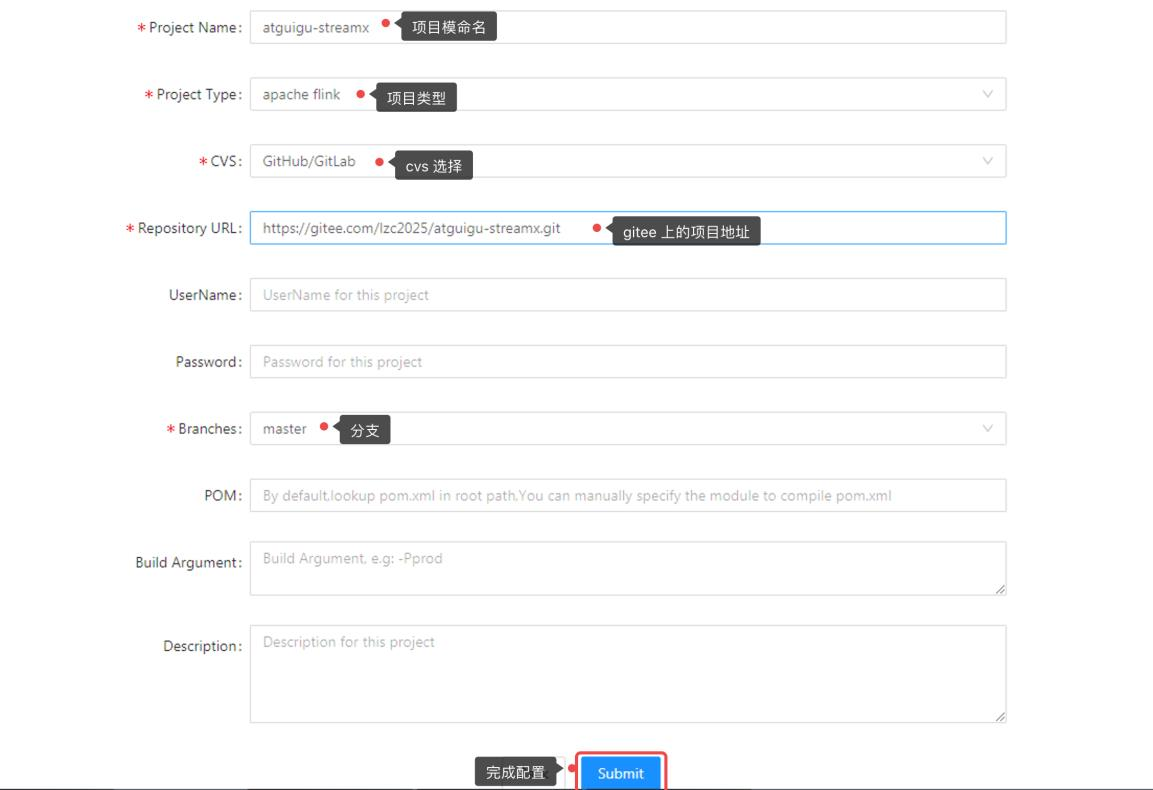 * Project Name: atguigu-streamx 项目模命名
* Project Type: apache flink 项目类型
* CVS: GitHub/GitLab cvs 选择
* Repository URL: https://gitee.com/lzc2025/atguigu-streamx.git gitee 上的项目地址
UserName: UserName for this project
Password: Password for this project
* Branches: master 分支
POM: By default,lookup pom.xml in root path,You can manually specify the module to compile pom.xml
Build Argument: Build Argument, e.g: -Pprod
Description: Description for this project
完成配置 Submit